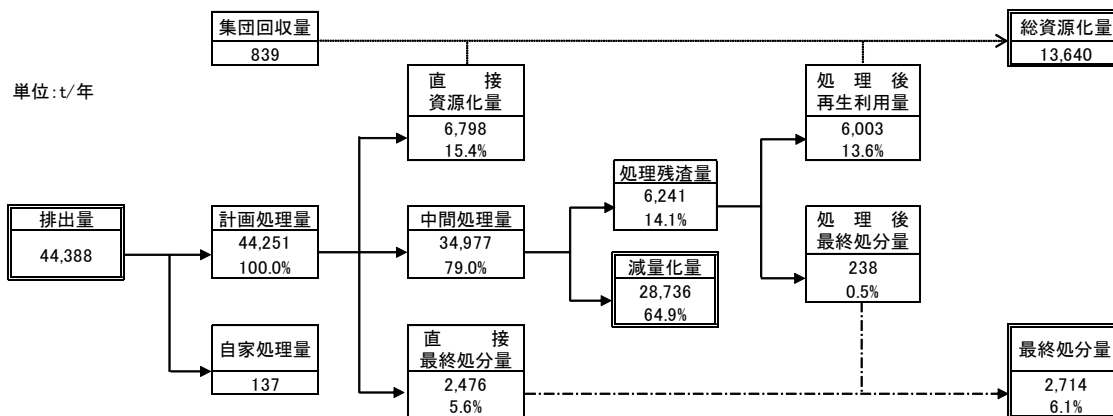 集団回収量
839
総資源化量
13,640
単位:t/年
直　接
資源化量
6,798
15.4%
処　理　後
再生利用量
6,003
13.6%
処理残渣量
6,241
14.1%
排出量
44,388
計画処理量
44,251
100.0%
中間処理量
34,977
79.0%
処　理　後
最終処分量
238
0.5%
減量化量
28,736
64.9%
自家処理量
137
直　接
最終処分量
2,476
5.6%
最終処分量
2,714
6.1%